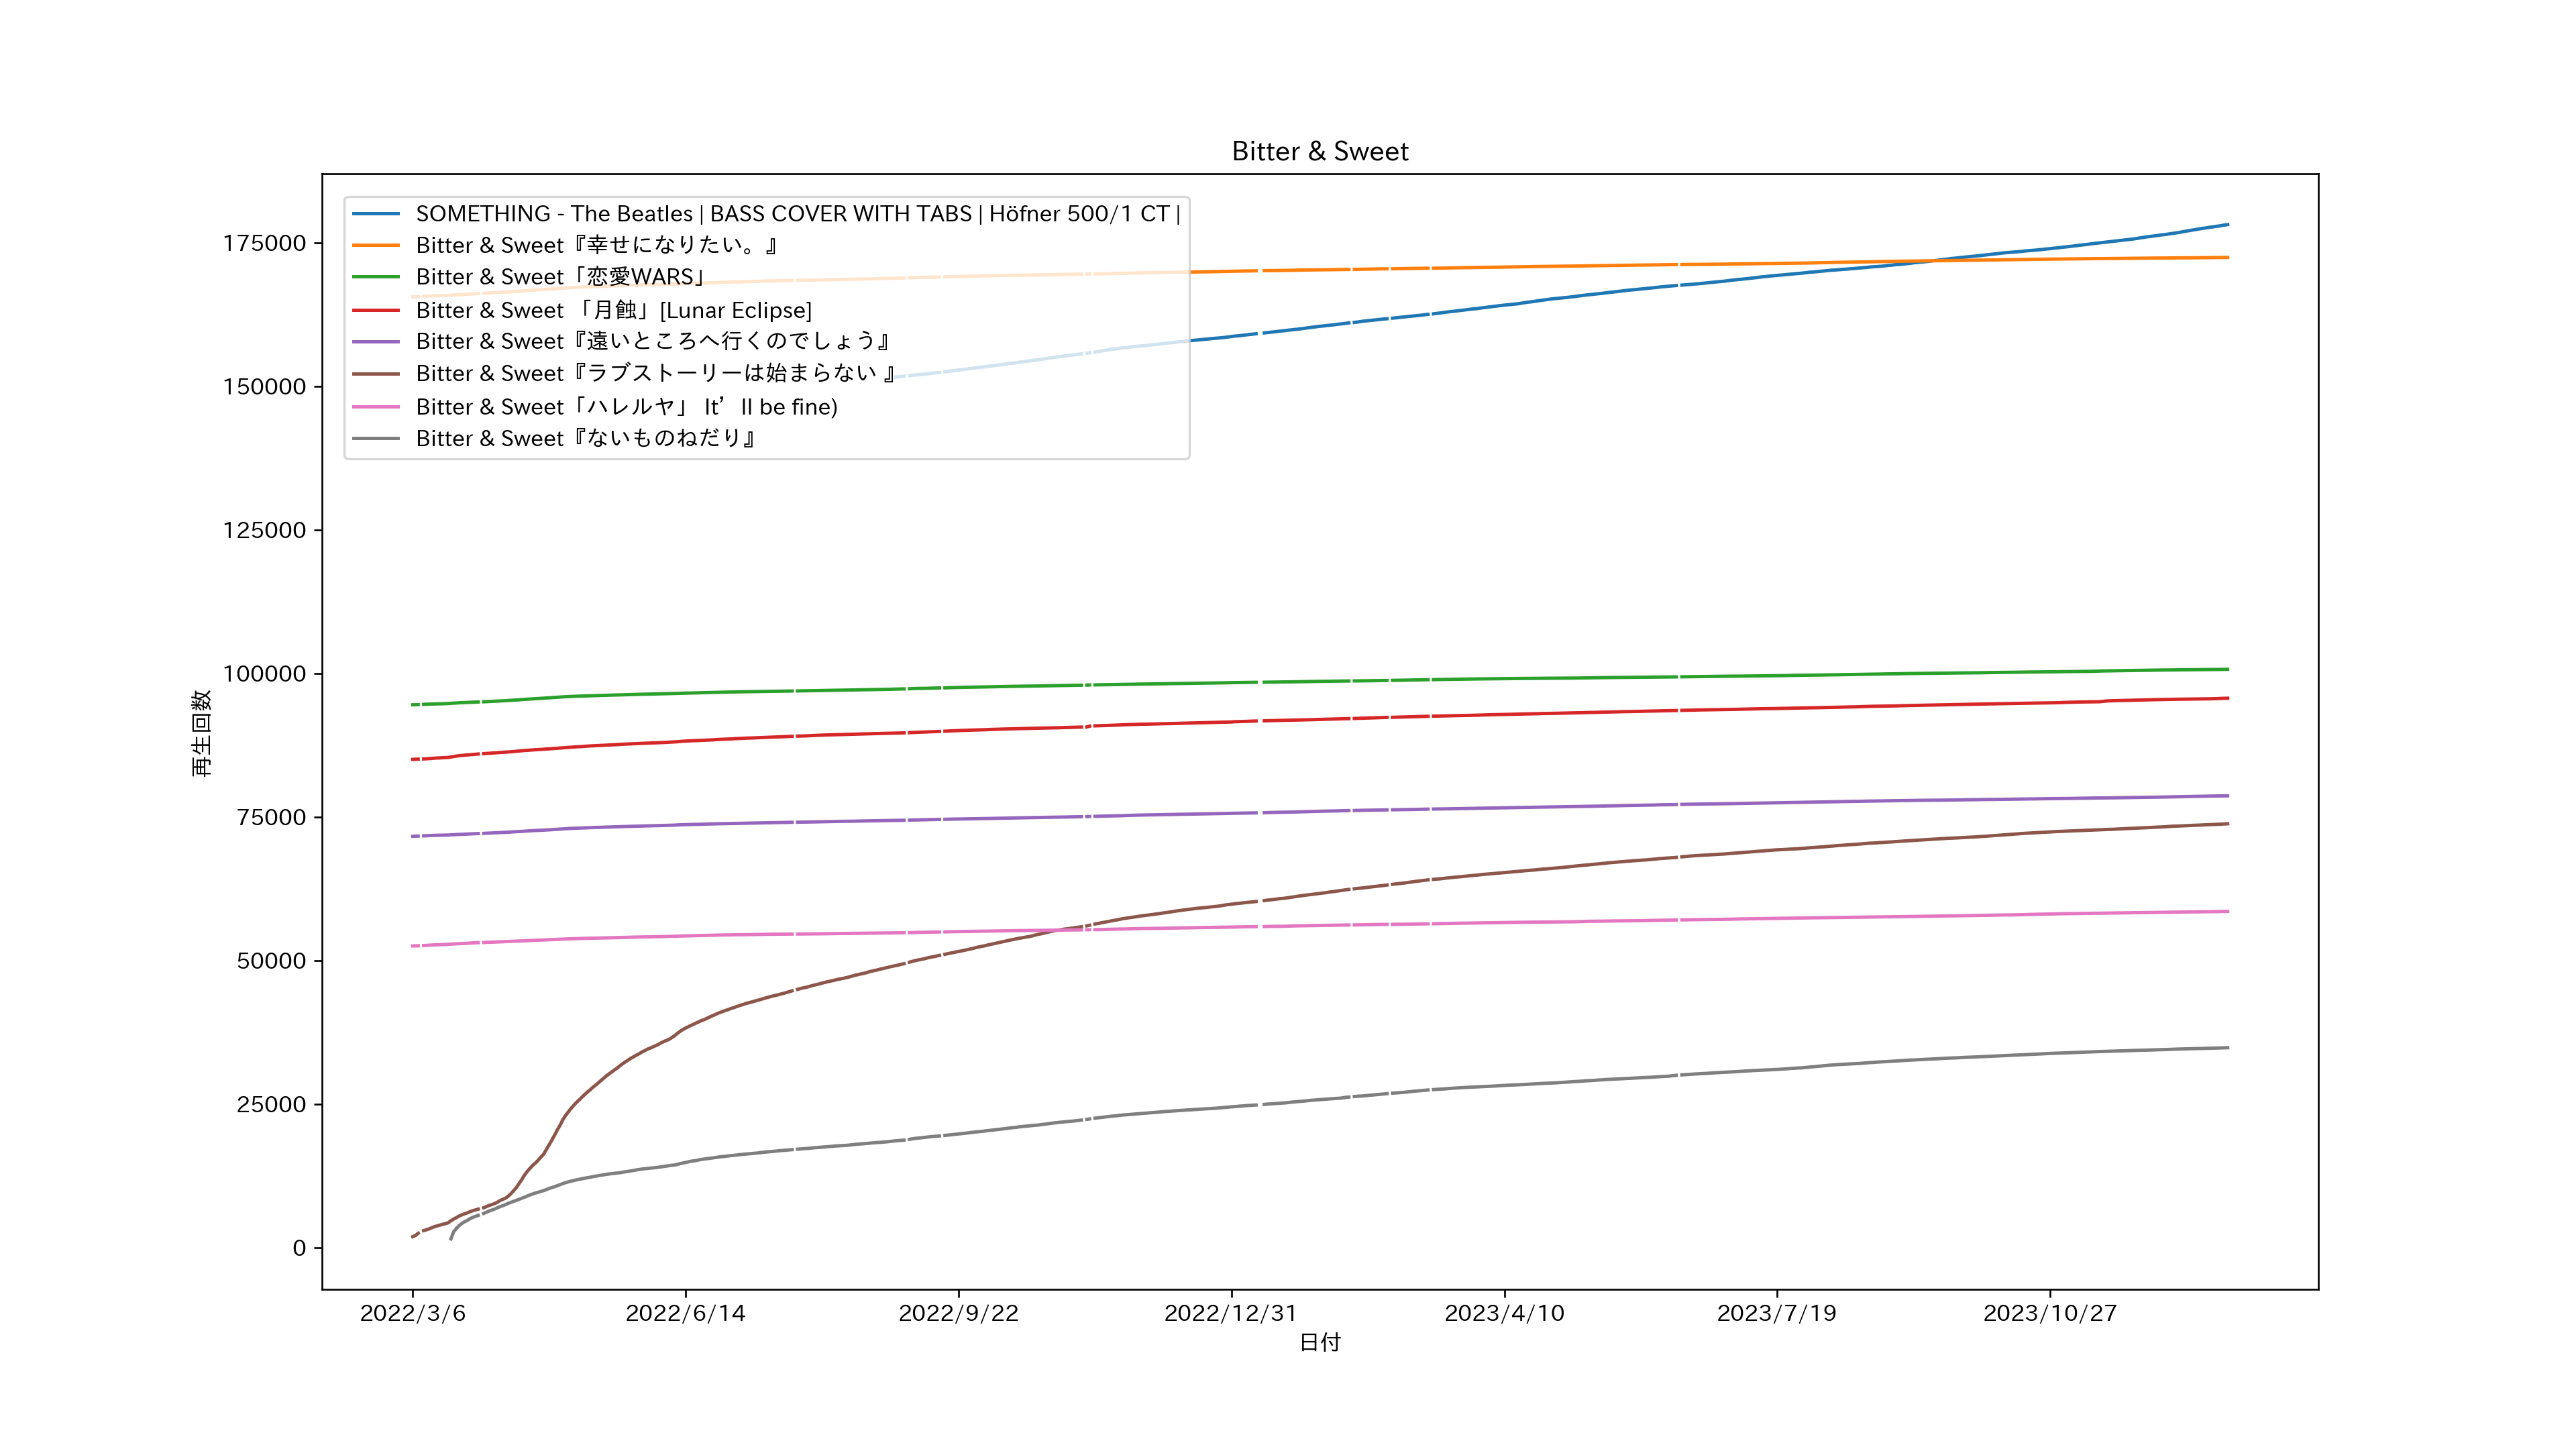 Bitter & Sweet
SOMETHING - The Beatles | BASS COVER WITH TABS | Höfner 500/1 CT |
Bitter & Sweet『幸せになりたい。』
Bitter & Sweet「恋愛WARS」
Bitter & Sweet 「月蝕」[Lunar Eclipse]
Bitter & Sweet『遠いところへ行くのでしょう』
Bitter & Sweet『ラブストーリーは始まらない 』
Bitter & Sweet「ハレルヤ」 It’ll be fine)
Bitter & Sweet『ないものねだり』
175000
150000
125000
100000
75000
50000
25000
0
再生回数
2022/3/6
2022/6/14
2022/9/22
2022/12/31
2023/4/10
2023/7/19
2023/10/27
日付